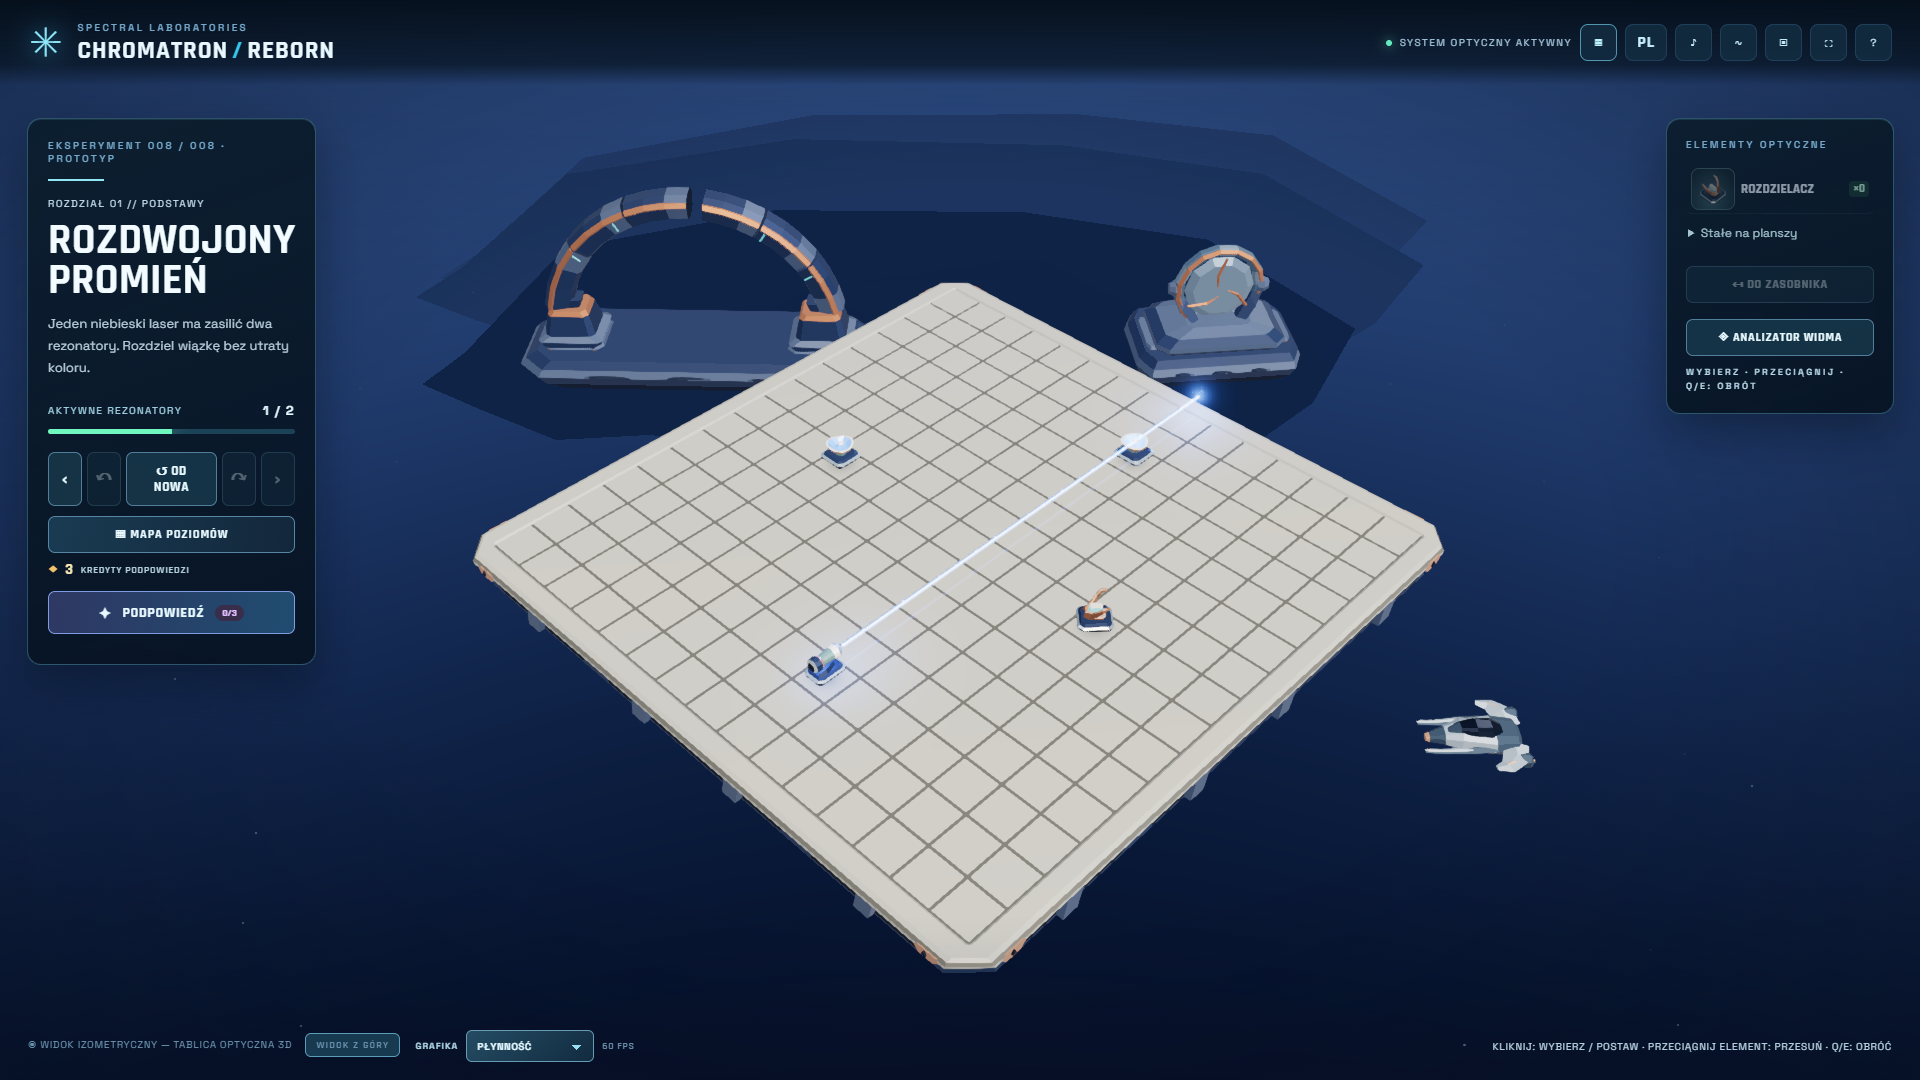 SPECTRAL LABORATORIES
CHROMATRON / REBORN
SYSTEM OPTYCZNY AKTYWNY
PL
?
EKSPERYMENT 008 / 008 ·
PROTOTYP
ROZDZIAŁ 01 // PODSTAWY
ROZDWOJONY
PROMIEŃ
Jeden niebieski laser ma zasilić dwa
rezonatory. Rozdziel wiązkę bez utraty
koloru.
AKTYWNE REZONATORY 1 / 2
↺ OD
NOWA
MAPA POZIOMÓW
3 KREDYTY PODPOWIEDZI
PODPOWIEDŹ 0/3
ELEMENTY OPTYCZNE
ROZDZIELACZ ×0
Stałe na planszy
↤ DO ZASOBNIKA
ANALIZATOR WIDMA
WYBIERZ · PRZECIĄGNIJ ·
Q/E: OBRÓT
WIDOK IZOMETRYCZNY — TABLICA OPTYCZNA 3D
WIDOK Z GÓRY
GRAFIKA
PŁYNNOŚĆ
60 FPS
KLIKNIJ: WYBIERZ / POSTAW · PRZECIĄGNIJ ELEMENT: PRZESUŃ · Q/E: OBRÓĆ